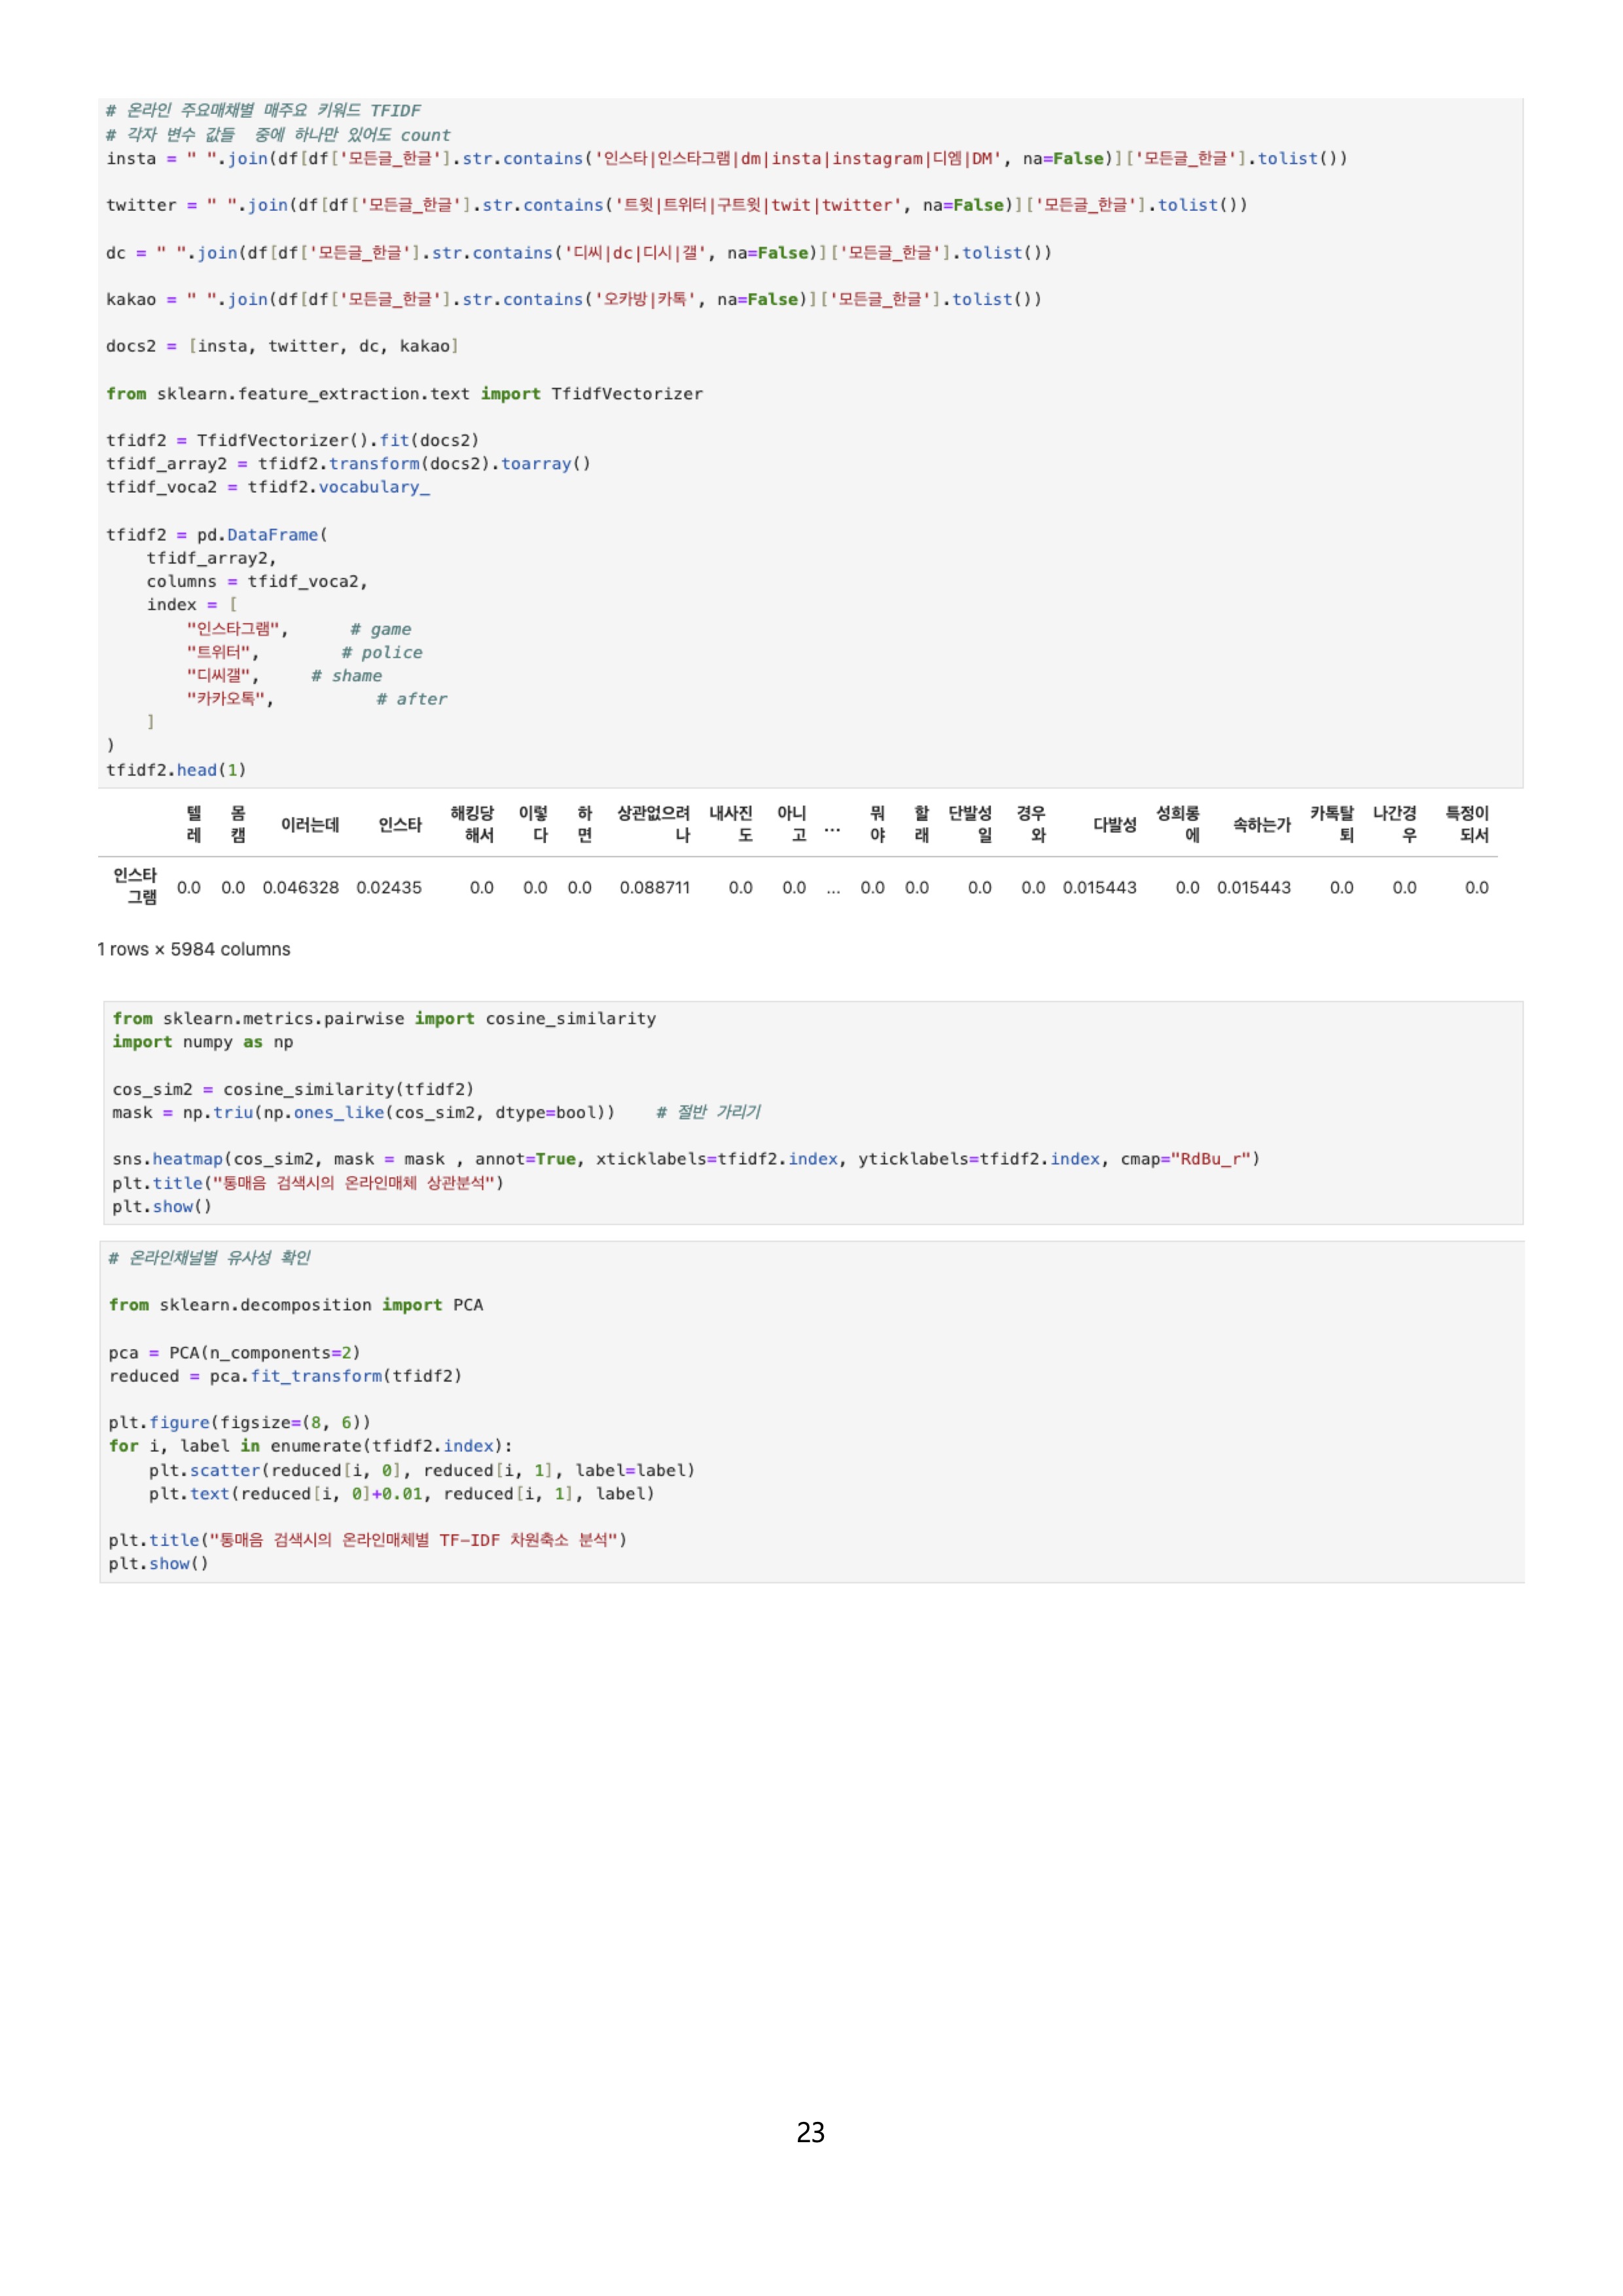 # 온라인 주요매채별 매주요 키워드 TFIDF
# 각자 변수 값들  중에 하나만 있어도 count
insta = " ".join(df[df['모든글_한글'].str.contains('인스타|인스타그램|dm|insta|instagram|디엠|DM', na=False)]['모든글_한글'].tolist())
twitter = " ".join(df[df['모든글_한글'].str.contains('트윗|트위터|구트윗|twit|twitter', na=False)]['모든글_한글'].tolist())
dc = " ".join(df[df['모든글_한글'].str.contains('디씨|dc|디시|갤', na=False)]['모든글_한글'].tolist())
kakao = " ".join(df[df['모든글_한글'].str.contains('오카방|카톡', na=False)]['모든글_한글'].tolist())
docs2 = [insta, twitter, dc, kakao]
from sklearn.feature_extraction.text import TfidfVectorizer
tfidf2 = TfidfVectorizer().fit(docs2)
tfidf_array2 = tfidf2.transform(docs2).toarray()
tfidf_voca2 = tfidf2.vocabulary_
tfidf2 = pd.DataFrame(
    tfidf_array2,
    columns = tfidf_voca2,
    index = [
        "인스타그램",      # game
        "트위터",        # police
        "디씨갤",     # shame
        "카카오톡",          # after
    ]
)
tfidf2.head(1)
텔레 몸캠 이러는데 인스타 해킹당해서 이렇다 하면 상관없으려나 내사진도 아니고 ... 뭐야 할래 단발성일 경우와 다발성 성희롱에 속하는가 카톡탈퇴 나간경우 특정이되서
인스타그램 0.0 0.0 0.046328 0.02435 0.0 0.0 0.0 0.088711 0.0 0.0 ... 0.0 0.0 0.0 0.0 0.015443 0.0 0.015443 0.0 0.0 0.0
1 rows × 5984 columns
from sklearn.metrics.pairwise import cosine_similarity
import numpy as np
cos_sim2 = cosine_similarity(tfidf2)
mask = np.triu(np.ones_like(cos_sim2, dtype=bool))    # 절반 가리기
sns.heatmap(cos_sim2, mask = mask , annot=True, xticklabels=tfidf2.index, yticklabels=tfidf2.index, cmap="RdBu_r")
plt.title("통매음 검색시의 온라인매체 상관분석")
plt.show()
# 온라인채널별 유사성 확인
from sklearn.decomposition import PCA
pca = PCA(n_components=2)
reduced = pca.fit_transform(tfidf2)
plt.figure(figsize=(8, 6))
for i, label in enumerate(tfidf2.index):
    plt.scatter(reduced[i, 0], reduced[i, 1], label=label)
    plt.text(reduced[i, 0]+0.01, reduced[i, 1], label)
plt.title("통매음 검색시의 온라인매체별 TF-IDF 차원축소 분석")
plt.show()
23